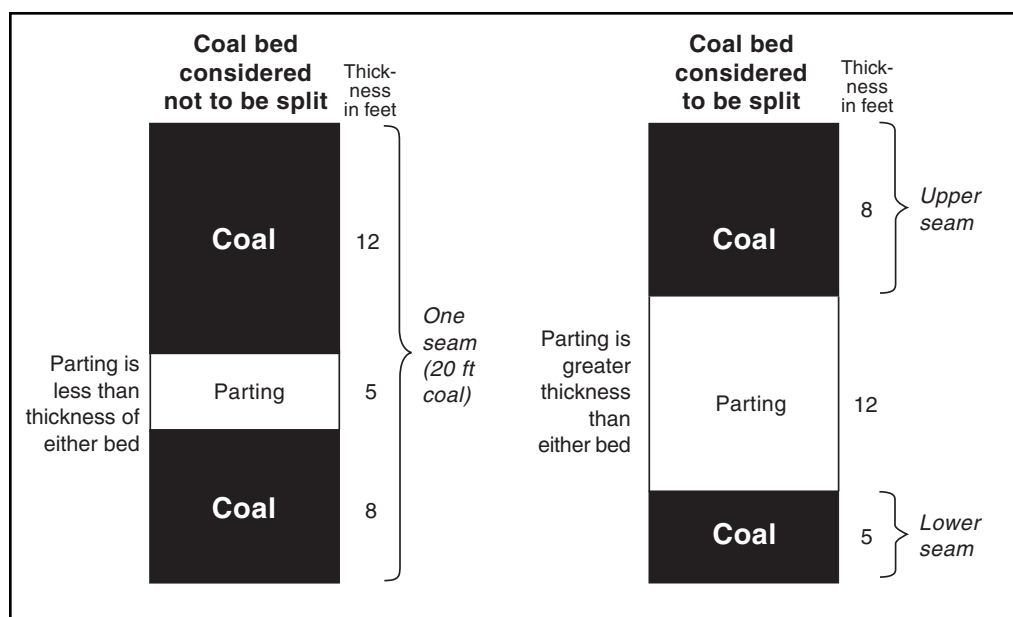 Coal bed
considered
not to be split
Thick-
ness
in feet
Coal
12
Parting is
less than
thickness of
either bed
Parting
5
Coal
8
One
seam
(20 ft
coal)
Coal bed
considered
to be split
Thick-
ness
in feet
Coal
8
Upper
seam
Parting is
greater
thickness
than
either bed
Parting
12
Coal
5
Lower
seam